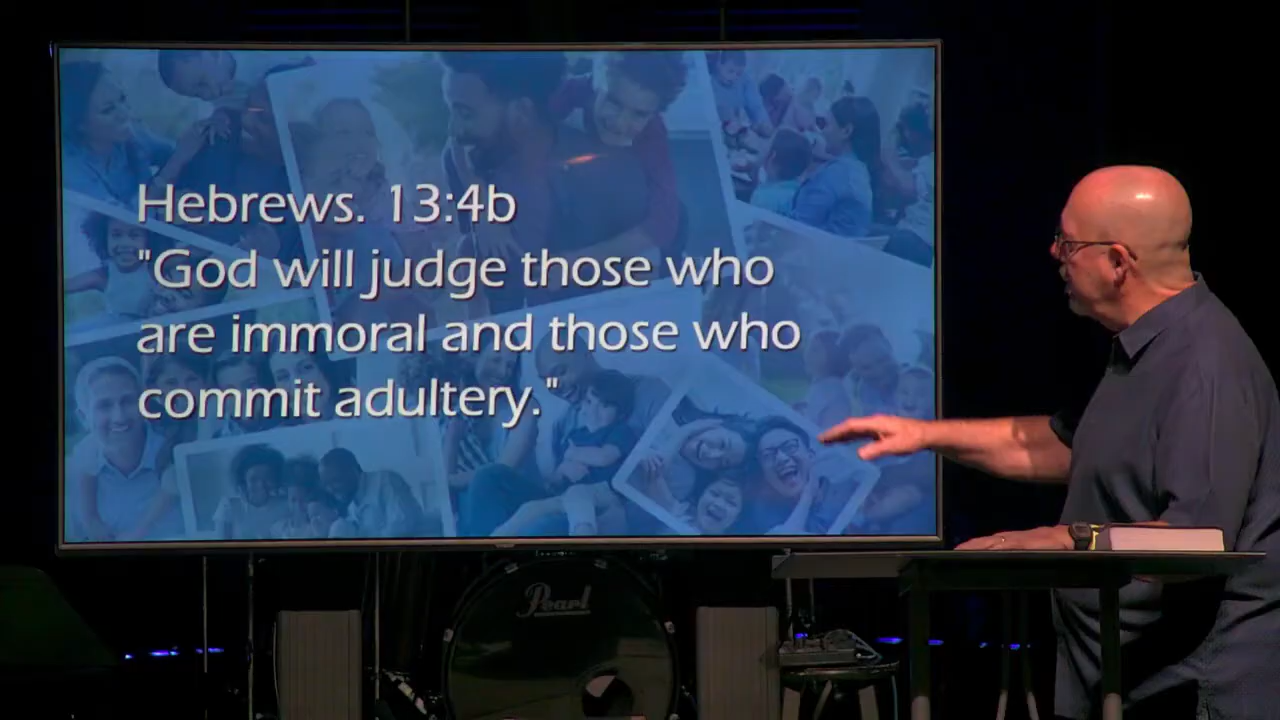 Hebrews. 13:4b
"God will judge those who
are immoral and those who
commit adultery."
Pearl